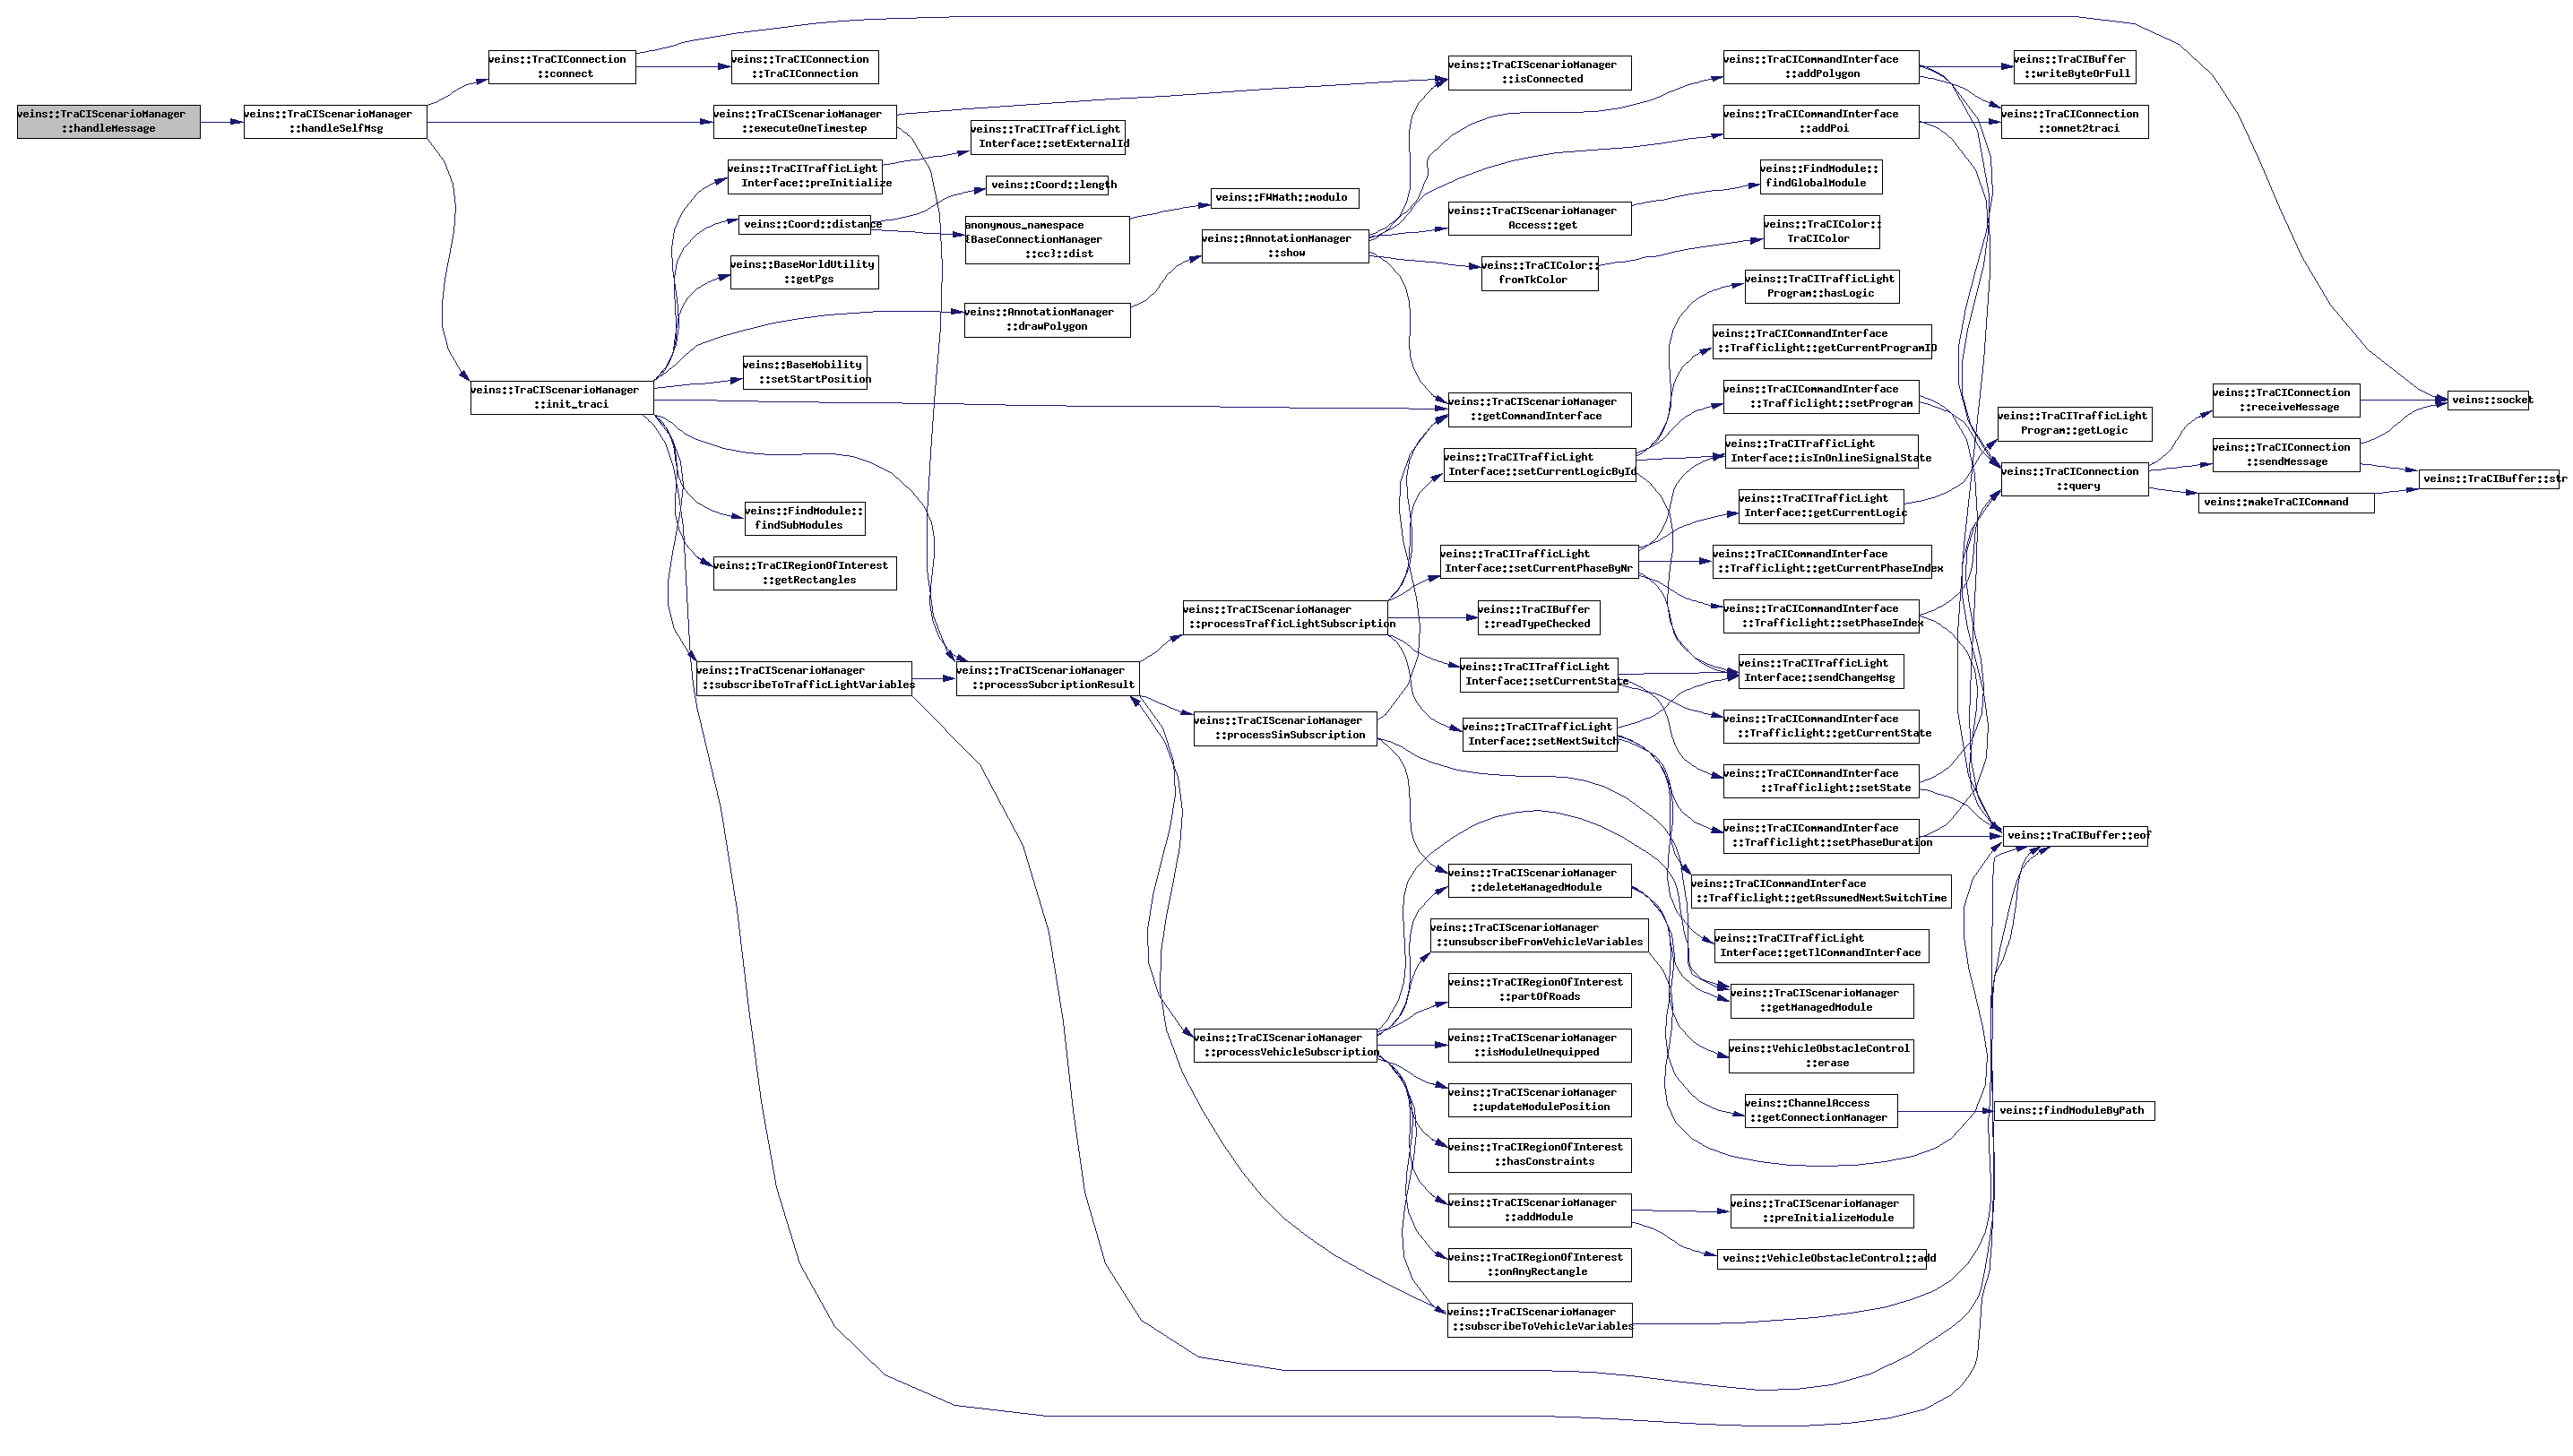 veins::TraCIScenarioManager
::handleMessage
veins::TraCIScenarioManager
::handleSelfMsg
veins::TraCIConnection
::connect
veins::TraCIScenarioManager
::init_traci
veins::TraCIConnection
::TraCIConnection
veins::TraCIScenarioManager
::executeOneTimestep
veins::TraCITrafficLight
Interface::preInitialize
veins::Coord::distance
veins::BaseWorldUtility
::getPgs
veins::BaseMobility
::setStartPosition
veins::FindModule::
findSubModules
veins::TraCIRegionOfInterest
::getRectangles
veins::TraCIScenarioManager
::subscribeToTrafficLightVariables
veins::TraCITrafficLight
Interface::setExternalId
veins::Coord::length
anonymous_namespace
{BaseConnectionManager
::cc}::dist
veins::AnnotationManager
::drawPolygon
veins::TraCIScenarioManager
::processSubcriptionResult
veins::FWMath::modulo
veins::AnnotationManager
::show
veins::TraCIScenarioManager
::processTrafficLightSubscription
veins::TraCIScenarioManager
::processSimSubscription
veins::TraCIScenarioManager
::processVehicleSubscription
veins::TraCIScenarioManager
::isConnected
veins::TraCIScenarioManager
Access::get
veins::TraCIColor::
fromTkColor
veins::TraCIScenarioManager
::getCommandInterface
veins::TraCITrafficLight
Interface::setCurrentLogicById
veins::TraCITrafficLight
Interface::setCurrentPhaseByNr
veins::TraCIBuffer
::readTypeChecked
veins::TraCITrafficLight
Interface::setCurrentState
veins::TraCITrafficLight
Interface::setNextSwitch
veins::TraCIScenarioManager
::deleteManagedModule
veins::TraCIScenarioManager
::unsubscribeFromVehicleVariables
veins::TraCIRegionOfInterest
::partOfRoads
veins::TraCIScenarioManager
::isModuleUnequipped
veins::TraCIScenarioManager
::updateModulePosition
veins::TraCIRegionOfInterest
::hasConstraints
veins::TraCIScenarioManager
::addModule
veins::TraCIRegionOfInterest
::onAnyRectangle
veins::TraCIScenarioManager
::subscribeToVehicleVariables
veins::TraCICommandInterface
::addPolygon
veins::TraCICommandInterface
::addPoi
veins::FindModule::
findGlobalModule
veins::TraCIColor::
TraCIColor
veins::TraCITrafficLight
Program::hasLogic
veins::TraCICommandInterface
::Trafficlight::getCurrentProgramID
veins::TraCICommandInterface
::Trafficlight::setProgram
veins::TraCITrafficLight
Interface::isInOnlineSignalState
veins::TraCITrafficLight
Interface::getCurrentLogic
veins::TraCICommandInterface
::Trafficlight::getCurrentPhaseIndex
veins::TraCICommandInterface
::Trafficlight::setPhaseIndex
veins::TraCITrafficLight
Interface::sendChangeMsg
veins::TraCICommandInterface
::Trafficlight::getCurrentState
veins::TraCICommandInterface
::Trafficlight::setState
veins::TraCICommandInterface
::Trafficlight::setPhaseDuration
veins::TraCICommandInterface
::Trafficlight::getAssumedNextSwitchTime
veins::TraCITrafficLight
Interface::getTlCommandInterface
veins::TraCIScenarioManager
::getManagedModule
veins::VehicleObstacleControl
::erase
veins::ChannelAccess
::getConnectionManager
veins::TraCIScenarioManager
::preInitializeModule
veins::VehicleObstacleControl::add
veins::TraCIBuffer
::writeByteOrFull
veins::TraCIConnection
::omnet2traci
veins::TraCITrafficLight
Program::getLogic
veins::TraCIConnection
::query
veins::TraCIBuffer::eof
veins::findModuleByPath
veins::TraCIConnection
::receiveMessage
veins::TraCIConnection
::sendMessage
veins::makeTraCICommand
veins::socket
veins::TraCIBuffer::str